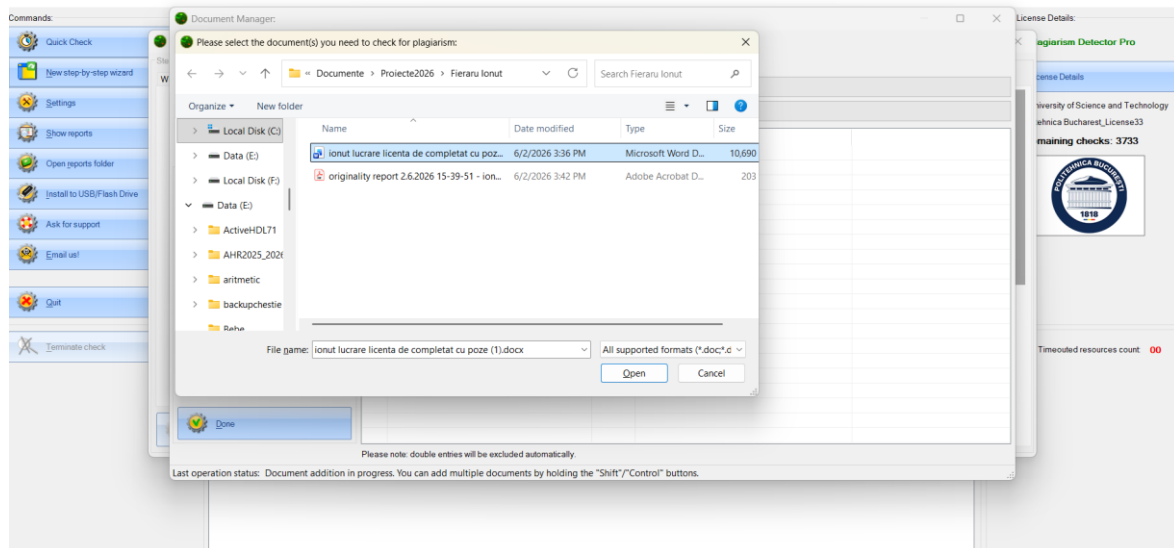 Commands:
Quick Check
New step-by-step wizard
Settings
Show reports
Open reports folder
Install to USB/Flash Drive
Ask for support
Email us!
Quit
Terminate check
Document Manager:
Please select the document(s) you need to check for plagiarism:
« Documente > Proiecte2026 > Fieraru Ionut
Search Fieraru Ionut
Organize
New folder
Name Date modified Type Size
Local Disk (C:)
Data (E:)
Local Disk (F:)
Data (E:)
ActiveHDL71
AHR2025_2026
aritmetic
backupchestie
Bebe
ionut lucrare licenta de completat cu poz... 6/2/2026 3:36 PM Microsoft Word D... 10,690
originality report 2.6.2026 15-39-51 - ion... 6/2/2026 3:42 PM Adobe Acrobat D... 203
File name: ionut lucrare licenta de completat cu poze (1).docx
All supported formats (*.doc;*.d
Open
Cancel
Done
Please note: double entries will be excluded automatically.
Last operation status: Document addition in progress. You can add multiple documents by holding the "Shift"/"Control" buttons.
License Details:
agiarism Detector Pro
cense Details
niversity of Science and Technology
tehnica Bucharest_License33
maining checks: 3733
POLITEHNICA BUCUREȘTI
1818
Timeouted resources count: 00